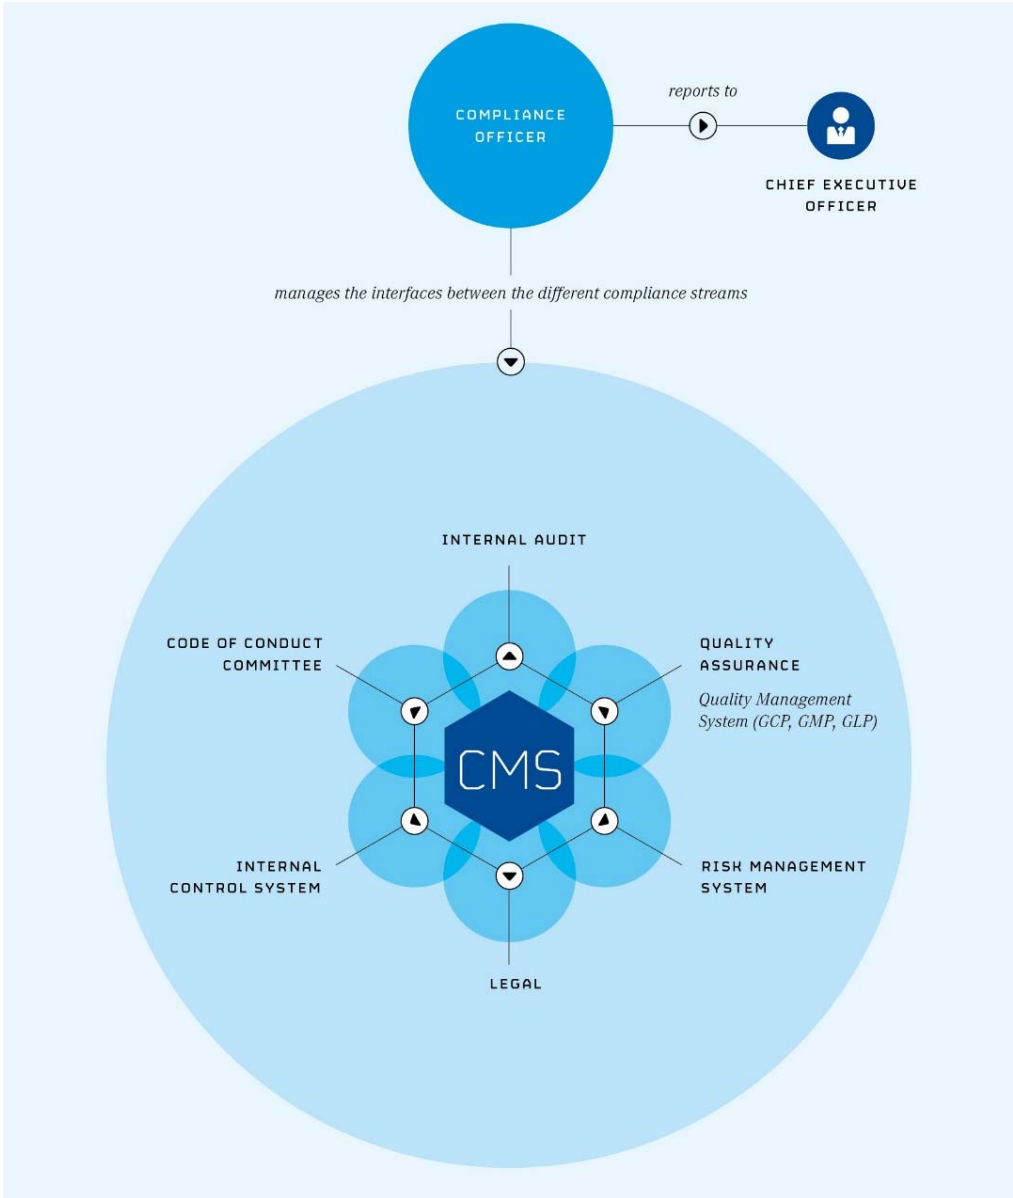 reports to
COMPLIANCE
OFFICER
CHIEF EXECUTIVE
OFFICER
manages the interfaces between the different compliance streams
INTERNAL AUDIT
CODE OF CONDUCT
COMMITTEE
QUALITY
ASSURANCE
Quality Management
System (GCP, GMP, GLP)
CMS
INTERNAL
CONTROL SYSTEM
RISK MANAGEMENT
SYSTEM
LEGAL